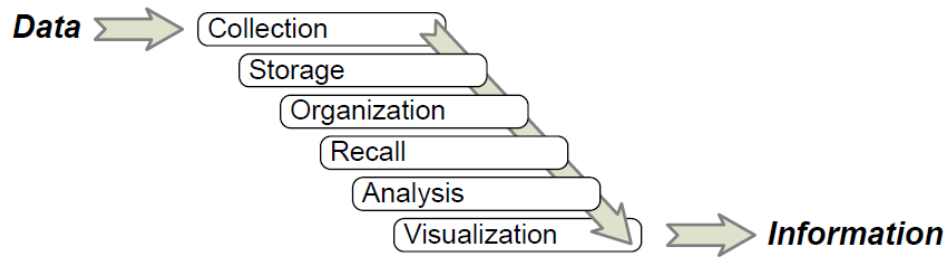 Data
Collection
Storage
Organization
Recall
Analysis
Visualization
Information